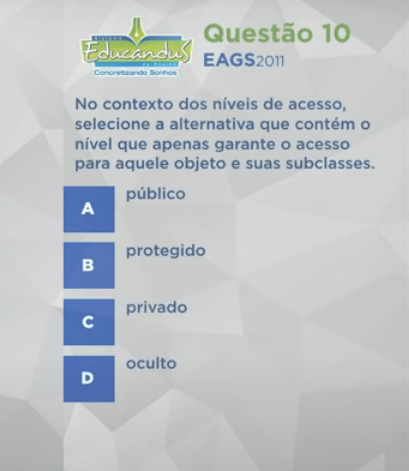 Questão 10
Sistema
Educandus
de Ensino
Concretizando Sonhos
EAGS2011
No contexto dos níveis de acesso,
selecione a alternativa que contém o
nível que apenas garante o acesso
para aquele objeto e suas subclasses.
A público
B protegido
C privado
D oculto